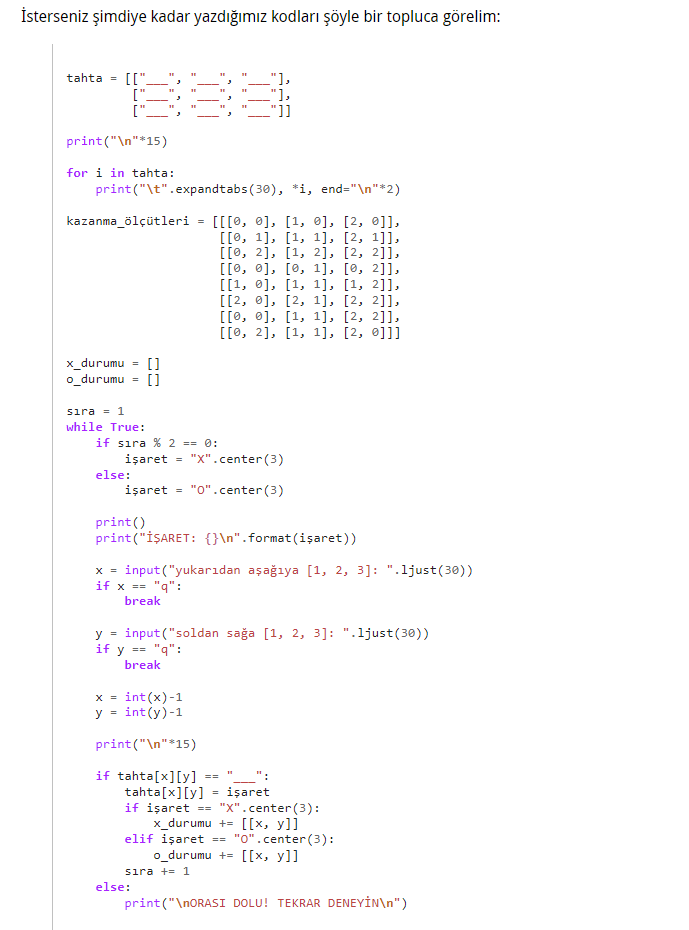 İsterseniz şimdiye kadar yazdığımız kodları şöyle bir topluca görelim:
tahta = [["___", "___", "___"],
         ["___", "___", "___"],
         ["___", "___", "___"]]
print("\n"*15)
for i in tahta:
    print("\t".expandtabs(30), *i, end="\n"*2)
kazanma_ölçütleri = [[[0, 0], [1, 0], [2, 0]],
                     [[0, 1], [1, 1], [2, 1]],
                     [[0, 2], [1, 2], [2, 2]],
                     [[0, 0], [0, 1], [0, 2]],
                     [[1, 0], [1, 1], [1, 2]],
                     [[2, 0], [2, 1], [2, 2]],
                     [[0, 0], [1, 1], [2, 2]],
                     [[0, 2], [1, 1], [2, 0]]]
x_durumu = []
o_durumu = []
sıra = 1
while True:
    if sıra % 2 == 0:
        işaret = "X".center(3)
    else:
        işaret = "O".center(3)
    print()
    print("İŞARET: {}\n".format(işaret))
    x = input("yukarıdan aşağıya [1, 2, 3]: ".ljust(30))
    if x == "q":
        break
    y = input("soldan sağa [1, 2, 3]: ".ljust(30))
    if y == "q":
        break
    x = int(x)-1
    y = int(y)-1
    print("\n"*15)
    if tahta[x][y] == "___":
        tahta[x][y] = işaret
        if işaret == "X".center(3):
            x_durumu += [[x, y]]
        elif işaret == "O".center(3):
            o_durumu += [[x, y]]
        sıra += 1
    else:
        print("\nORASI DOLU! TEKRAR DENEYİN\n")